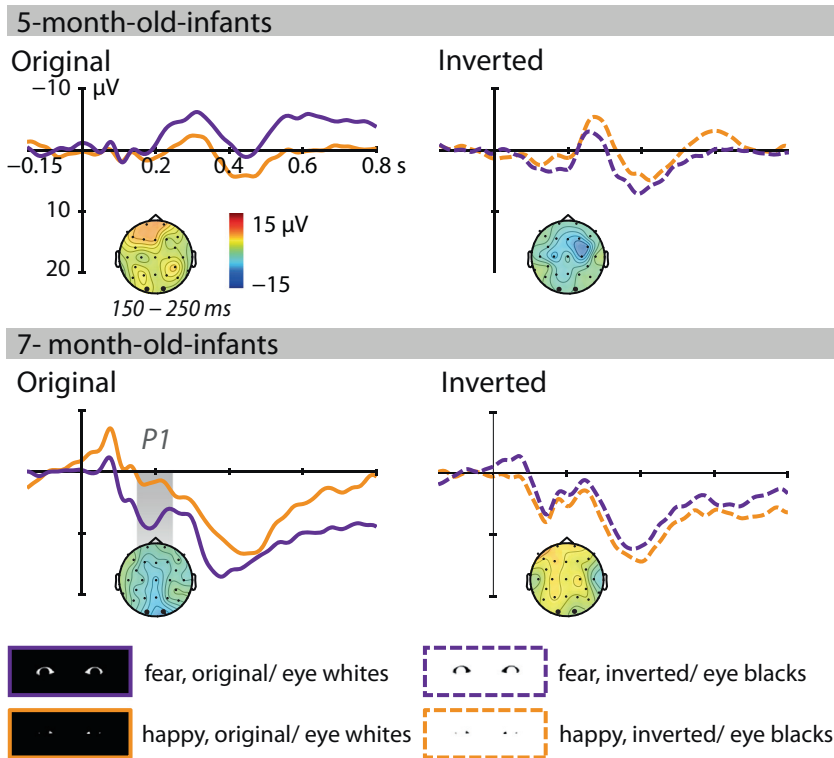 5-month-old-infants
Original
Inverted
−10
μV
0
−0.15
0.2
0.4
0.6
0.8 s
10
20
15 μV
−15
150 – 250 ms
7- month-old-infants
Original
Inverted
P1
fear, original/ eye whites
fear, inverted/ eye blacks
happy, original/ eye whites
happy, inverted/ eye blacks